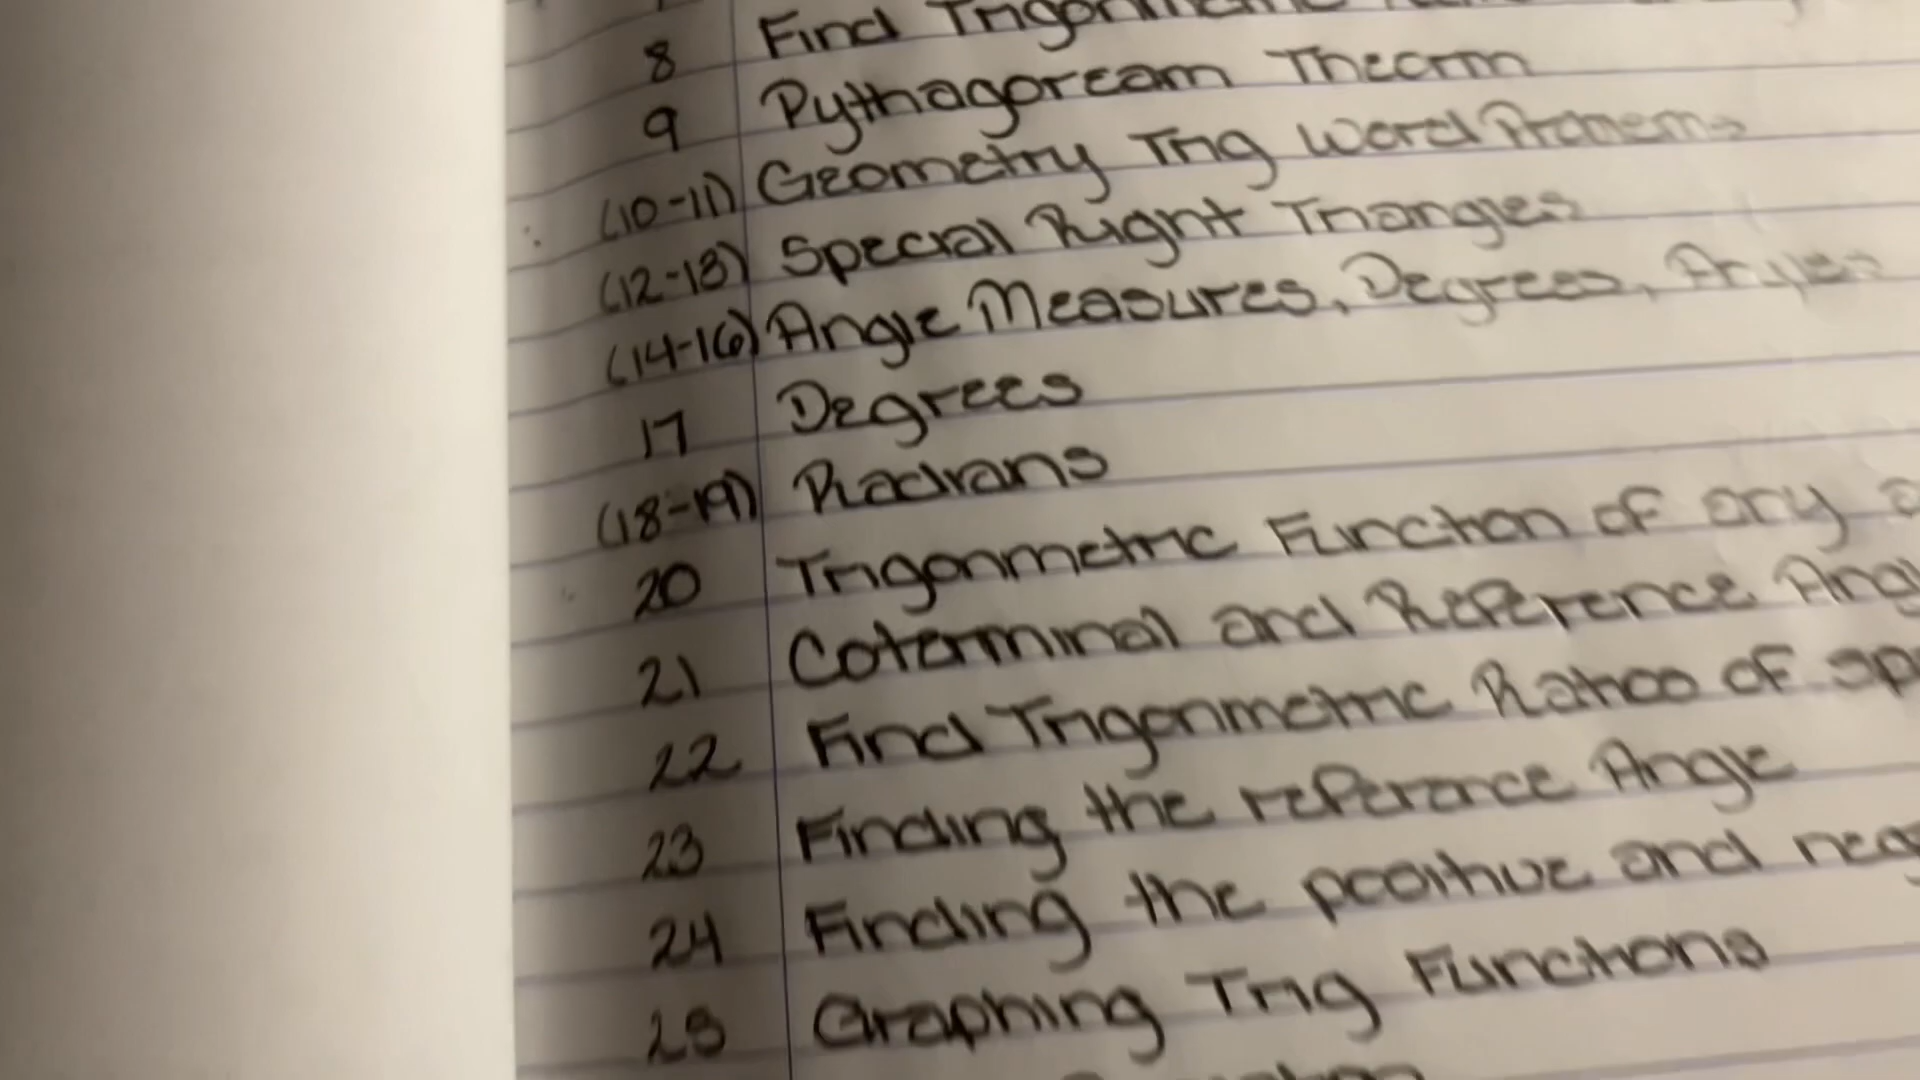 8 Find
9 Pythagoream Theorm
(10-11) Geometry Trig Word Problems
(12-13) Special Right Triangles
(14-16) Angle Measures, Degrees,
17 Degrees
(18-19) Radians
20 Trigonmetric Function of any
21 Coterminal and Reference
22 Find Trigonmetric Ratios of
23 Finding the reference Angle
24 Finding the positive and
25 Graphing Trig Functions